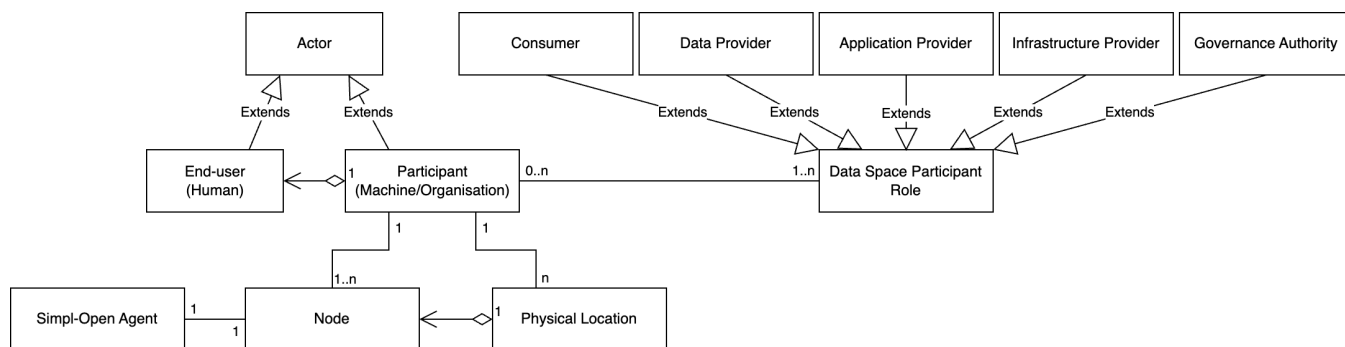 Actor
Consumer
Data Provider
Application Provider
Infrastructure Provider
Governance Authority
Extends
Extends
Extends
Extends
Extends
Extends
Extends
End-user
(Human)
1
Participant
(Machine/Organisation)
0..n
1..n
Data Space Participant
Role
1
1
1..n
n
Simpl-Open Agent
1
1
Node
1
Physical Location